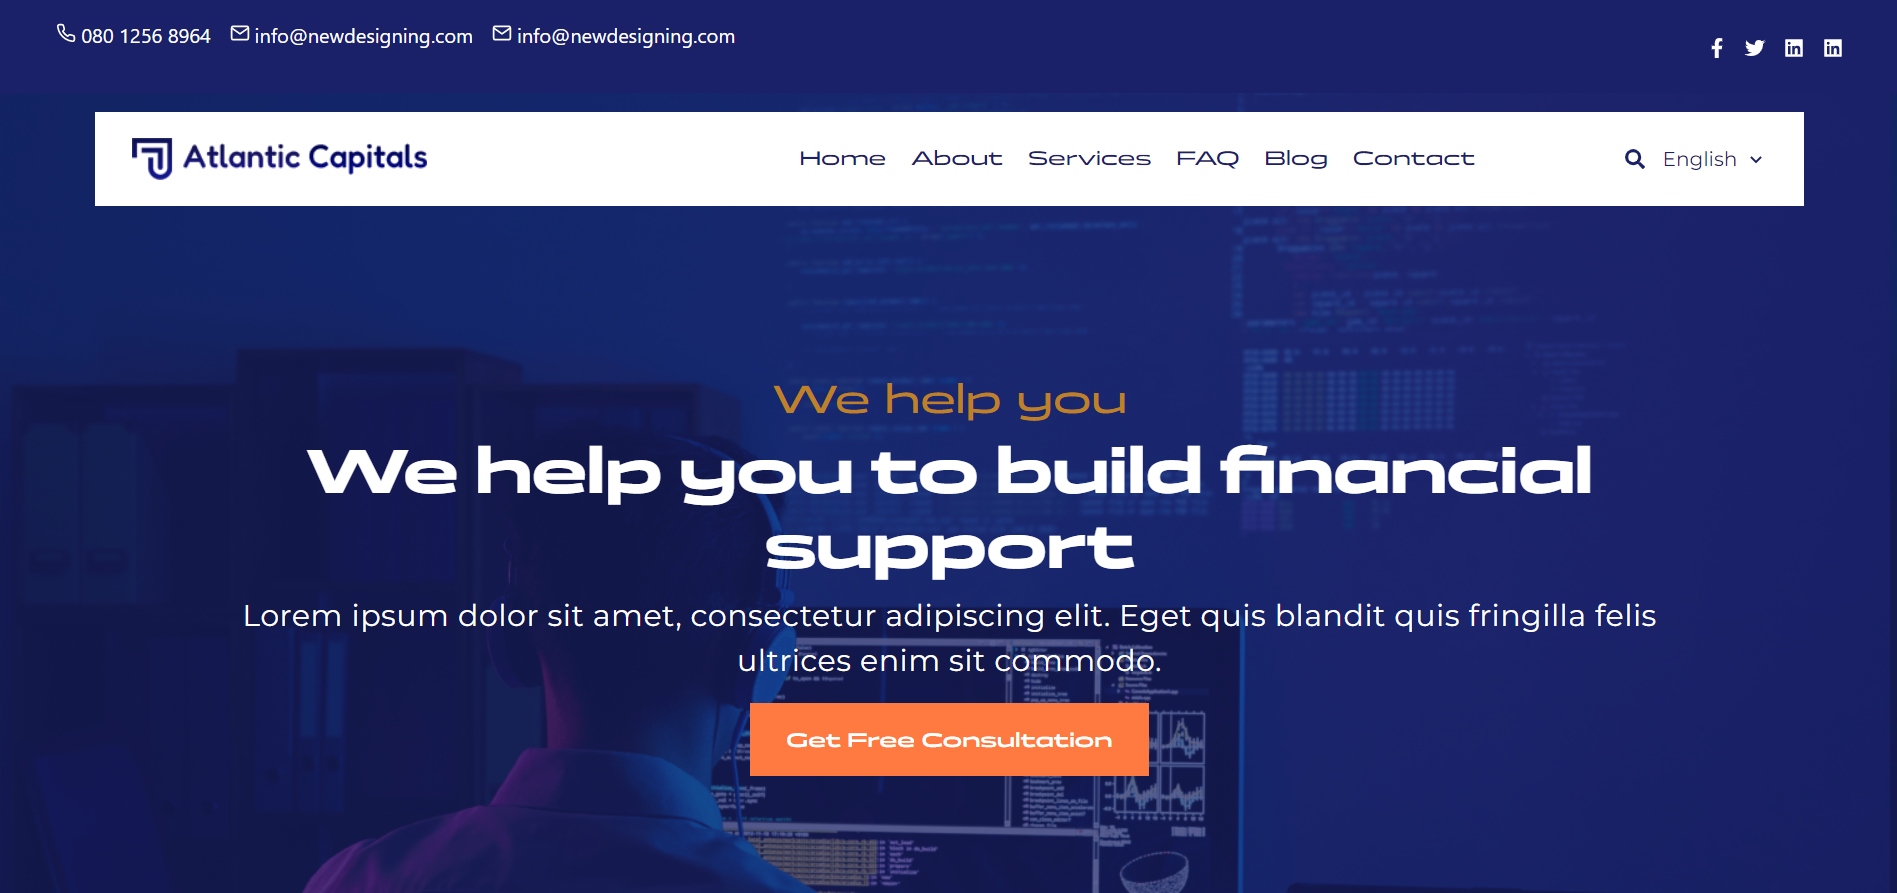 080 1256 8964 info@newdesigning.com info@newdesigning.com
Atlantic Capitals Home About Services FAQ Blog Contact English
We help you
We help you to build financial
support
Lorem ipsum dolor sit amet, consectetur adipiscing elit. Eget quis blandit quis fringilla felis
ultrices enim sit commodo.
Get Free Consultation